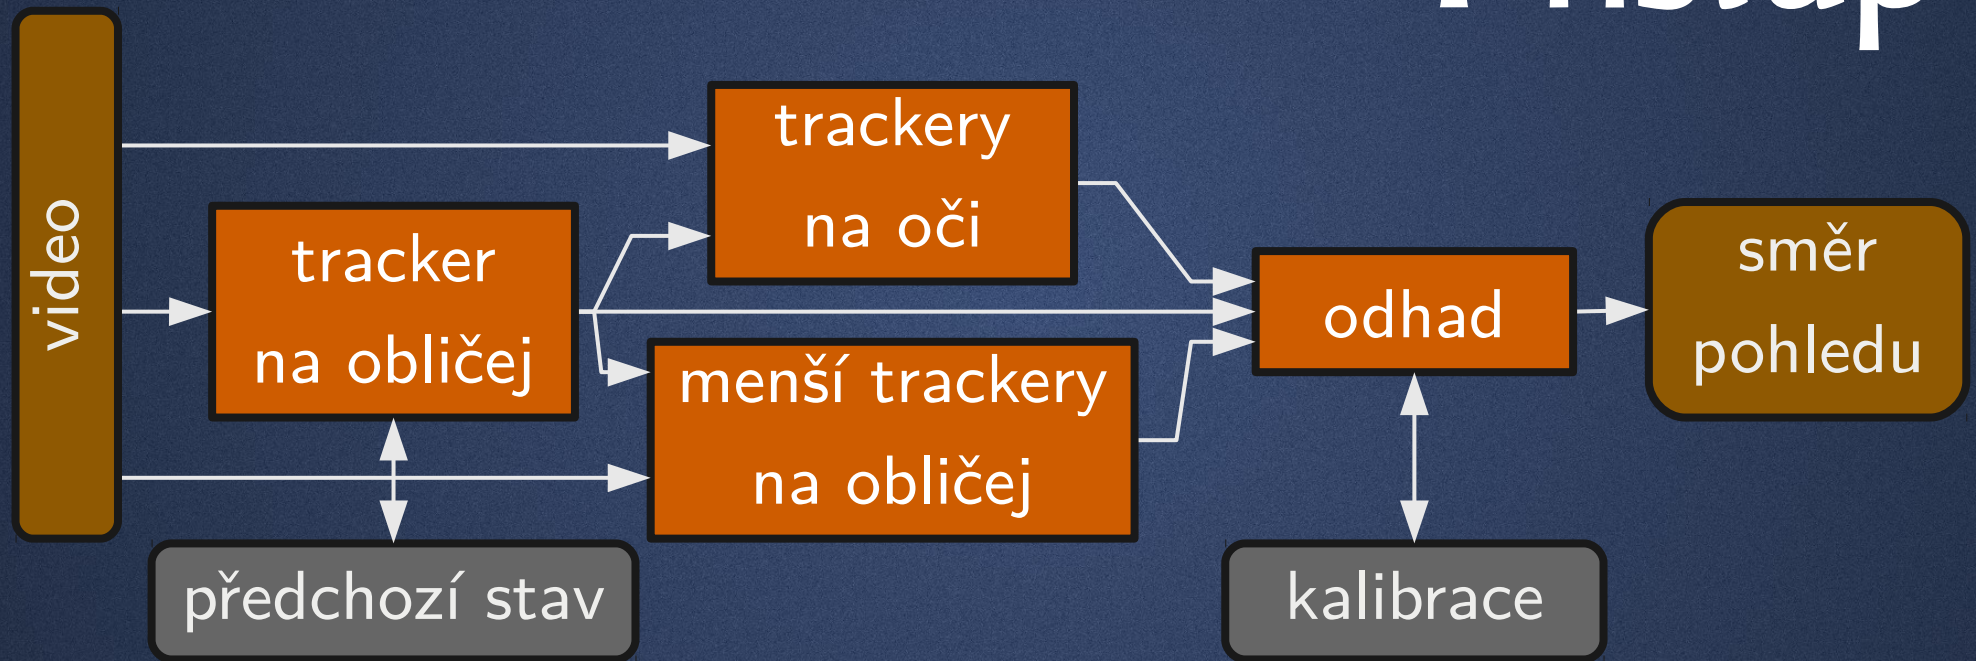 video
tracker
na obličej
předchozí stav
trackery
na oči
menší trackery
na obličej
odhad
kalibrace
směr
pohledu